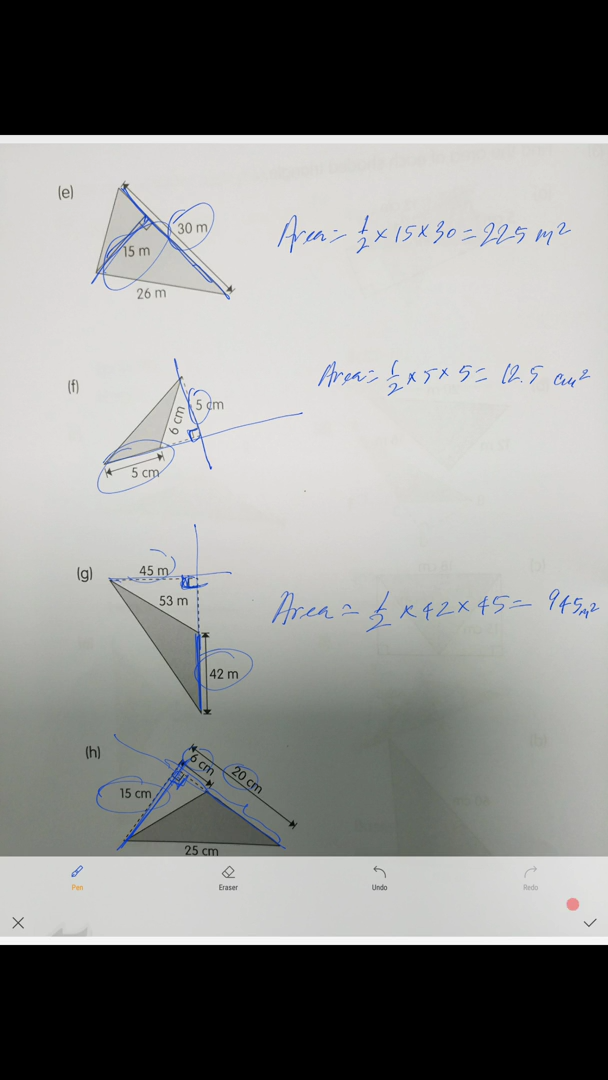 (e)
30 m
15 m
26 m
Area = 1/2 × 15 × 30 = 225 m²
(f)
5 cm
6 cm
5 cm
Area = 1/2 × 5 × 5 = 12.5 cm²
(g)
45 m
53 m
42 m
Area = 1/2 × 42 × 45 = 945 m²
(h)
6 cm
20 cm
15 cm
25 cm
Pen
Eraser
Undo
Redo